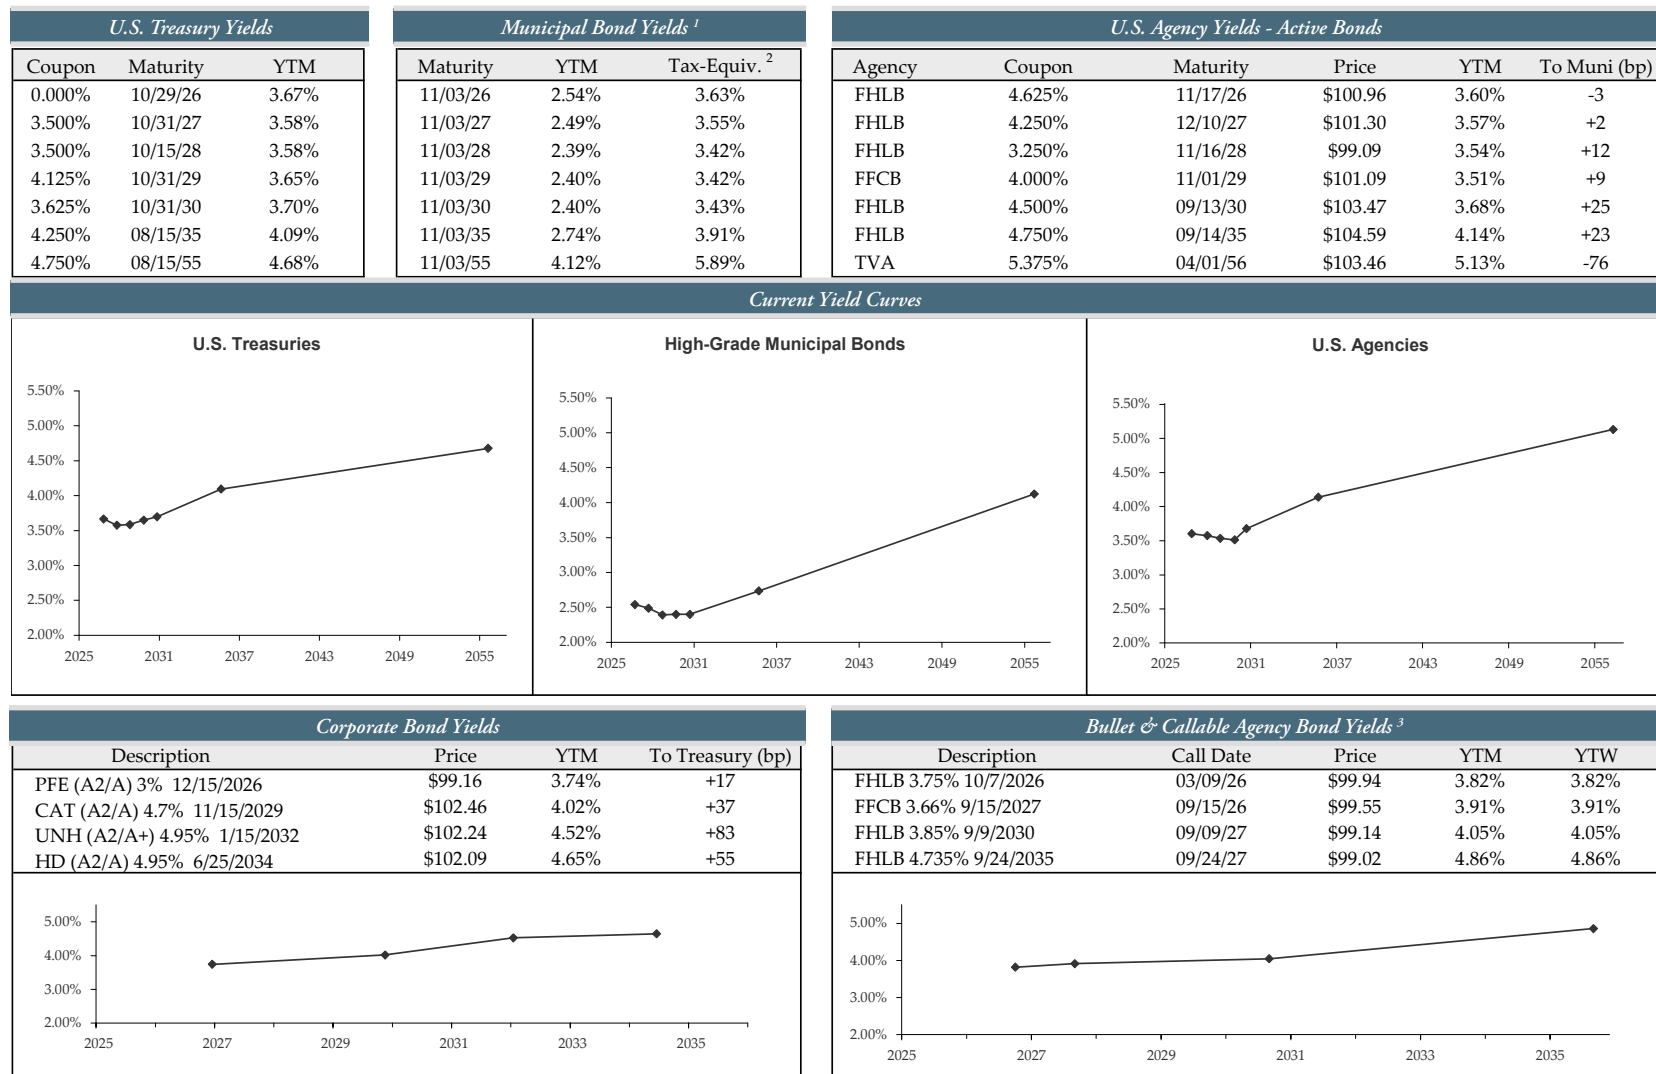 U.S. Treasury Yields
Coupon Maturity YTM
0.000% 10/29/26 3.67%
3.500% 10/31/27 3.58%
3.500% 10/15/28 3.58%
4.125% 10/31/29 3.65%
3.625% 10/31/30 3.70%
4.250% 08/15/35 4.09%
4.750% 08/15/55 4.68%
Municipal Bond Yields 1
Maturity YTM Tax-Equiv. 2
11/03/26 2.54% 3.63%
11/03/27 2.49% 3.55%
11/03/28 2.39% 3.42%
11/03/29 2.40% 3.42%
11/03/30 2.40% 3.43%
11/03/35 2.74% 3.91%
11/03/55 4.12% 5.89%
U.S. Agency Yields - Active Bonds
Agency Coupon Maturity Price YTM To Muni (bp)
FHLB 4.625% 11/17/26 $100.96 3.60% -3
FHLB 4.250% 12/10/27 $101.30 3.57% +2
FHLB 3.250% 11/16/28 $99.09 3.54% +12
FFCB 4.000% 11/01/29 $101.09 3.51% +9
FHLB 4.500% 09/13/30 $103.47 3.68% +25
FHLB 4.750% 09/14/35 $104.59 4.14% +23
TVA 5.375% 04/01/56 $103.46 5.13% -76
Current Yield Curves
U.S. Treasuries
5.50%
5.00%
4.50%
4.00%
3.50%
3.00%
2.50%
2.00%
2025 2031 2037 2043 2049 2055
High-Grade Municipal Bonds
5.50%
5.00%
4.50%
4.00%
3.50%
3.00%
2.50%
2.00%
2025 2031 2037 2043 2049 2055
U.S. Agencies
5.50%
5.00%
4.50%
4.00%
3.50%
3.00%
2.50%
2.00%
2025 2031 2037 2043 2049 2055
Corporate Bond Yields
Description Price YTM To Treasury (bp)
PFE (A2/A) 3% 12/15/2026 $99.16 3.74% +17
CAT (A2/A) 4.7% 11/15/2029 $102.46 4.02% +37
UNH (A2/A+) 4.95% 1/15/2032 $102.24 4.52% +83
HD (A2/A) 4.95% 6/25/2034 $102.09 4.65% +55
5.00%
4.00%
3.00%
2.00%
2025 2027 2029 2031 2033 2035
Bullet & Callable Agency Bond Yields 3
Description Call Date Price YTM YTW
FHLB 3.75% 10/7/2026 03/09/26 $99.94 3.82% 3.82%
FFCB 3.66% 9/15/2027 09/15/26 $99.55 3.91% 3.91%
FHLB 3.85% 9/9/2030 09/09/27 $99.14 4.05% 4.05%
FHLB 4.735% 9/24/2035 09/24/27 $99.02 4.86% 4.86%
5.00%
4.00%
3.00%
2.00%
2025 2027 2029 2031 2033 2035